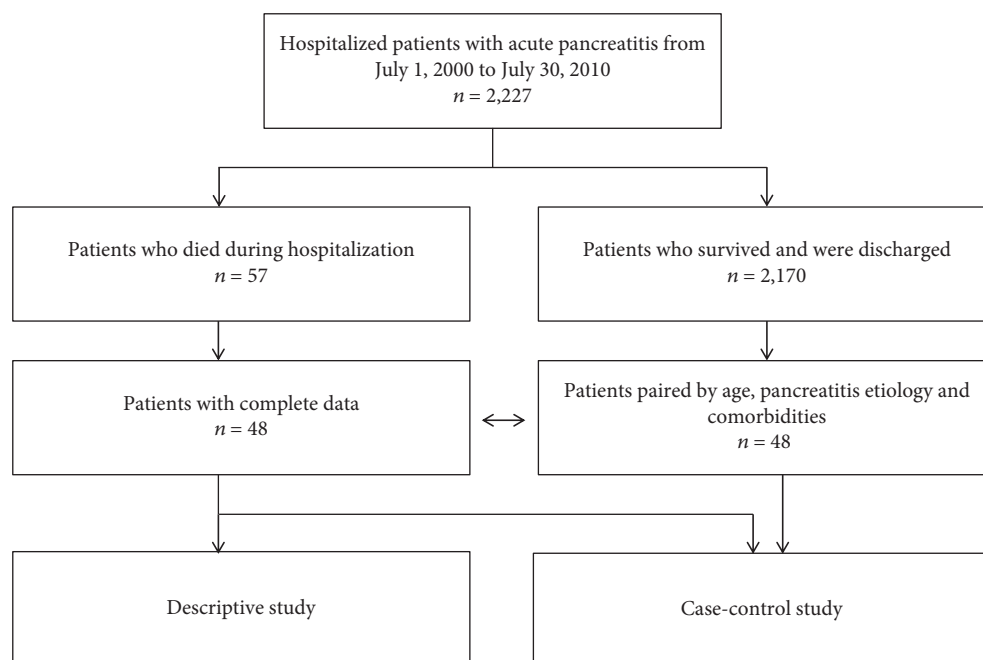 Hospitalized patients with acute pancreatitis from
July 1, 2000 to July 30, 2010
n = 2,227
Patients who died during hospitalization
n = 57
Patients who survived and were discharged
n = 2,170
Patients with complete data
n = 48
Patients paired by age, pancreatitis etiology and
comorbidities
n = 48
Descriptive study
Case-control study